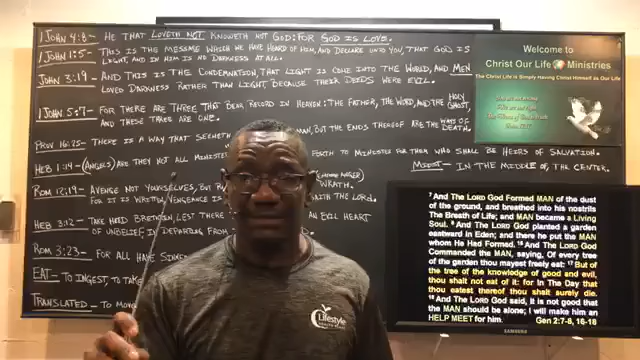 1 John 4:8 - He that loveth not knoweth not God: for God is love.
1 John 1:5 - This is the message which we have heard of him, and declare unto you, that God is
light, and in him is no darkness at all.
John 3:19 - And this is the condemnation, that light is come into the world, and men
loved darkness rather than light, because their deeds were evil.
1 John 5:7 - For there are three that bear record in heaven: the Father, the Word, and the Holy
Ghost,
and these three are one.
Prov 16:25 - There is a way that seemeth man, but the ends thereof are the ways of
death.
Heb 1:14 - (Angels) are they not all minister forth to minister for them who shall be heirs of salvation.
Midst - In the middle or the center.
Rom 12:19 - Avenge not yourselves, but
wrath.
for it is written, vengeance is saith the Lord.
Heb 3:12 - Take heed lest there an evil heart
of unbelief, in departing from
Rom 3:23 - For all have sinned
Eat - To ingest, to take
Translated - To move
Lifestyle
Welcome to
Christ Our Life Ministries
The Christ Life is Simply Having Christ Himself as Our Life
7 And The LORD God Formed MAN of the dust
of the ground, and breathed into his nostrils
The Breath of Life; and MAN became a Living
Soul. 8 And The LORD God planted a garden
eastward in Eden; and there he put the MAN
whom He Had Formed. 16 And The LORD God
Commanded the MAN, saying, Of every tree
of the garden thou mayest freely eat: 17 But of
the tree of the knowledge of good and evil,
thou shalt not eat of it: for In The Day that
thou eatest thereof thou shalt surely die.
18 And The LORD God said, it is not good that
the MAN should be alone; I will make him an
HELP MEET for him. Gen 2:7-8, 16-18
SAMSUNG